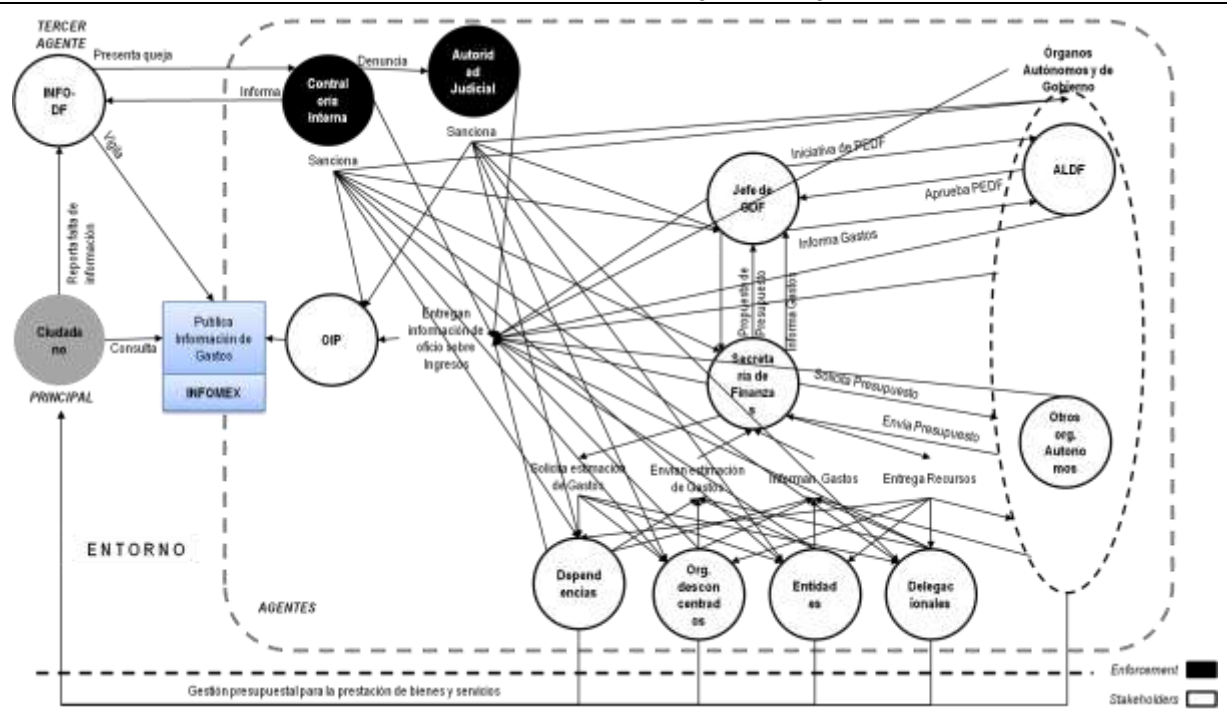 TERCER
AGENTE
Presenta queja
INFO-
DF
Informa
Contral
oria
Interna
Denuncia
Autorid
ad
Judicial
Órganos
Autónomos y de
Gobierno
Vigila
Sanciona
Sanciona
Jefe de
GDF
Iniciativa de PEDF
Aprueba PEDF
Informa Gastos
ALDF
Reporta falta de
información
Ciudada
no
PRINCIPAL
Consulta
Publica
Información de
Gastos
INFOMEX
OIP
Entregan
información de
oficio sobre
Ingresos
Propuesta de
Presupuesto
Informa Gastos
Secreta
ría de
Finanza
s
Solicita Presupuesto
Envía Presupuesto
Otros
org.
Autono
mos
Solicita estimación
de Gastos
Envían estimación
de Gastos
Informan Gastos
Entrega Recursos
ENTORNO
AGENTES
Depend
encias
Org.
descon
centrad
os
Entidad
es
Delegac
ionales
Gestión presupuestal para la prestación de bienes y servicios
Enforcement
Stakeholders